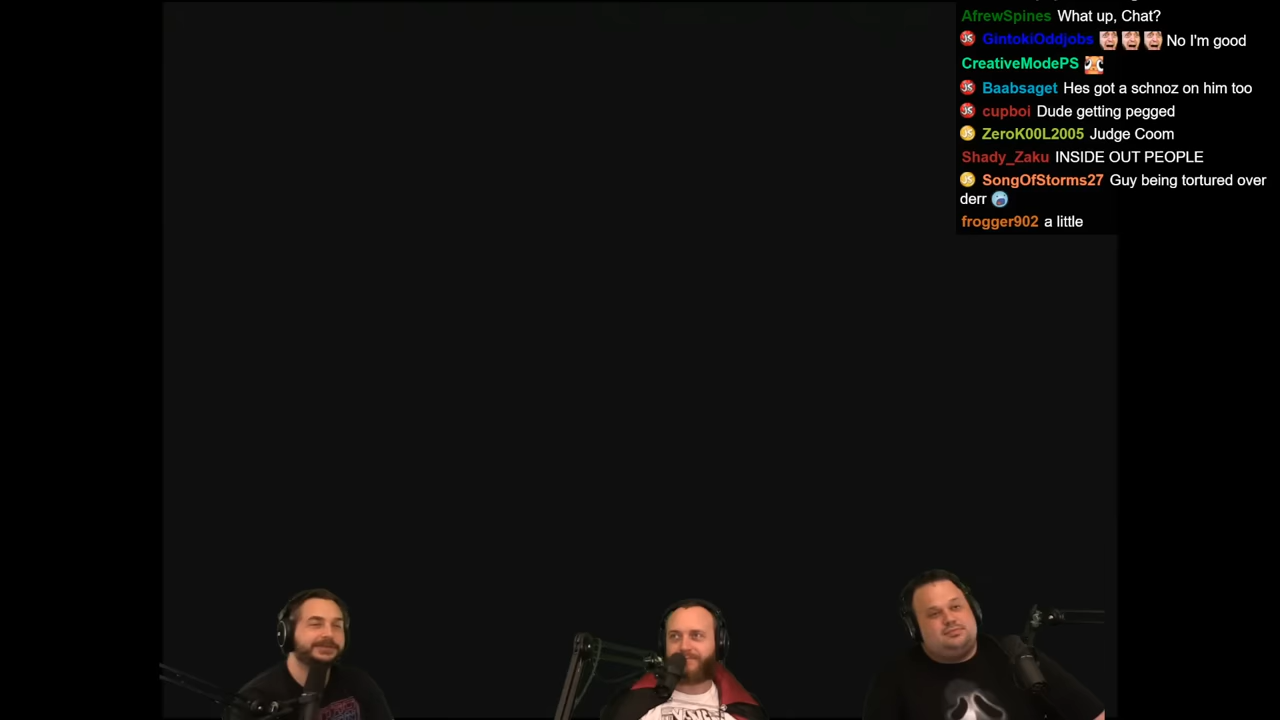 AfrewSpines What up, Chat?
GintokiOddjobs No I'm good
CreativeModePS
Baabsaget Hes got a schnoz on him too
cupboi Dude getting pegged
ZeroK00L2005 Judge Coom
Shady_Zaku INSIDE OUT PEOPLE
SongOfStorms27 Guy being tortured over
derr
frogger902 a little